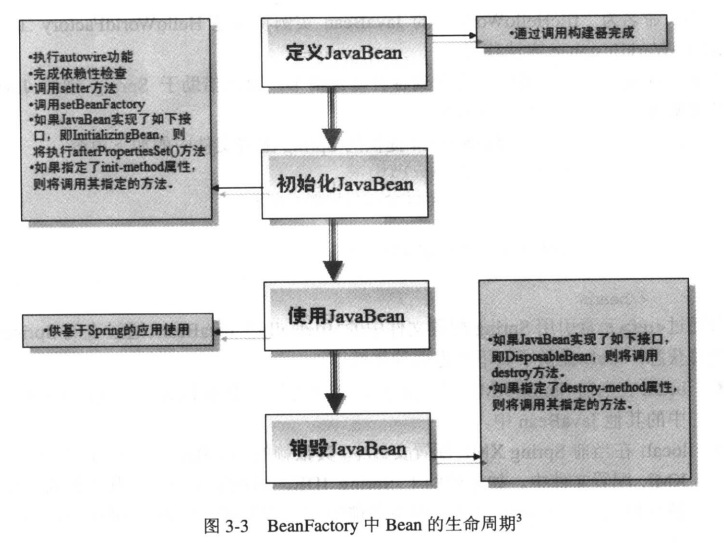 定义JavaBean
•通过调用构建器完成
•执行autowire功能
•完成依赖性检查
•调用setter方法
•调用setBeanFactory
•如果JavaBean实现了如下接
口，即InitializingBean，则
将执行afterPropertiesSet()方法
•如果指定了init-method属性，
则将调用其指定的方法。
初始化JavaBean
使用JavaBean
•供基于Spring的应用使用
•如果JavaBean实现了如下接口，
即DisposableBean，则将调用
destroy方法。
•如果指定了destroy-method属性，
则将调用其指定的方法。
销毁JavaBean
图 3-3 BeanFactory 中 Bean 的生命周期3